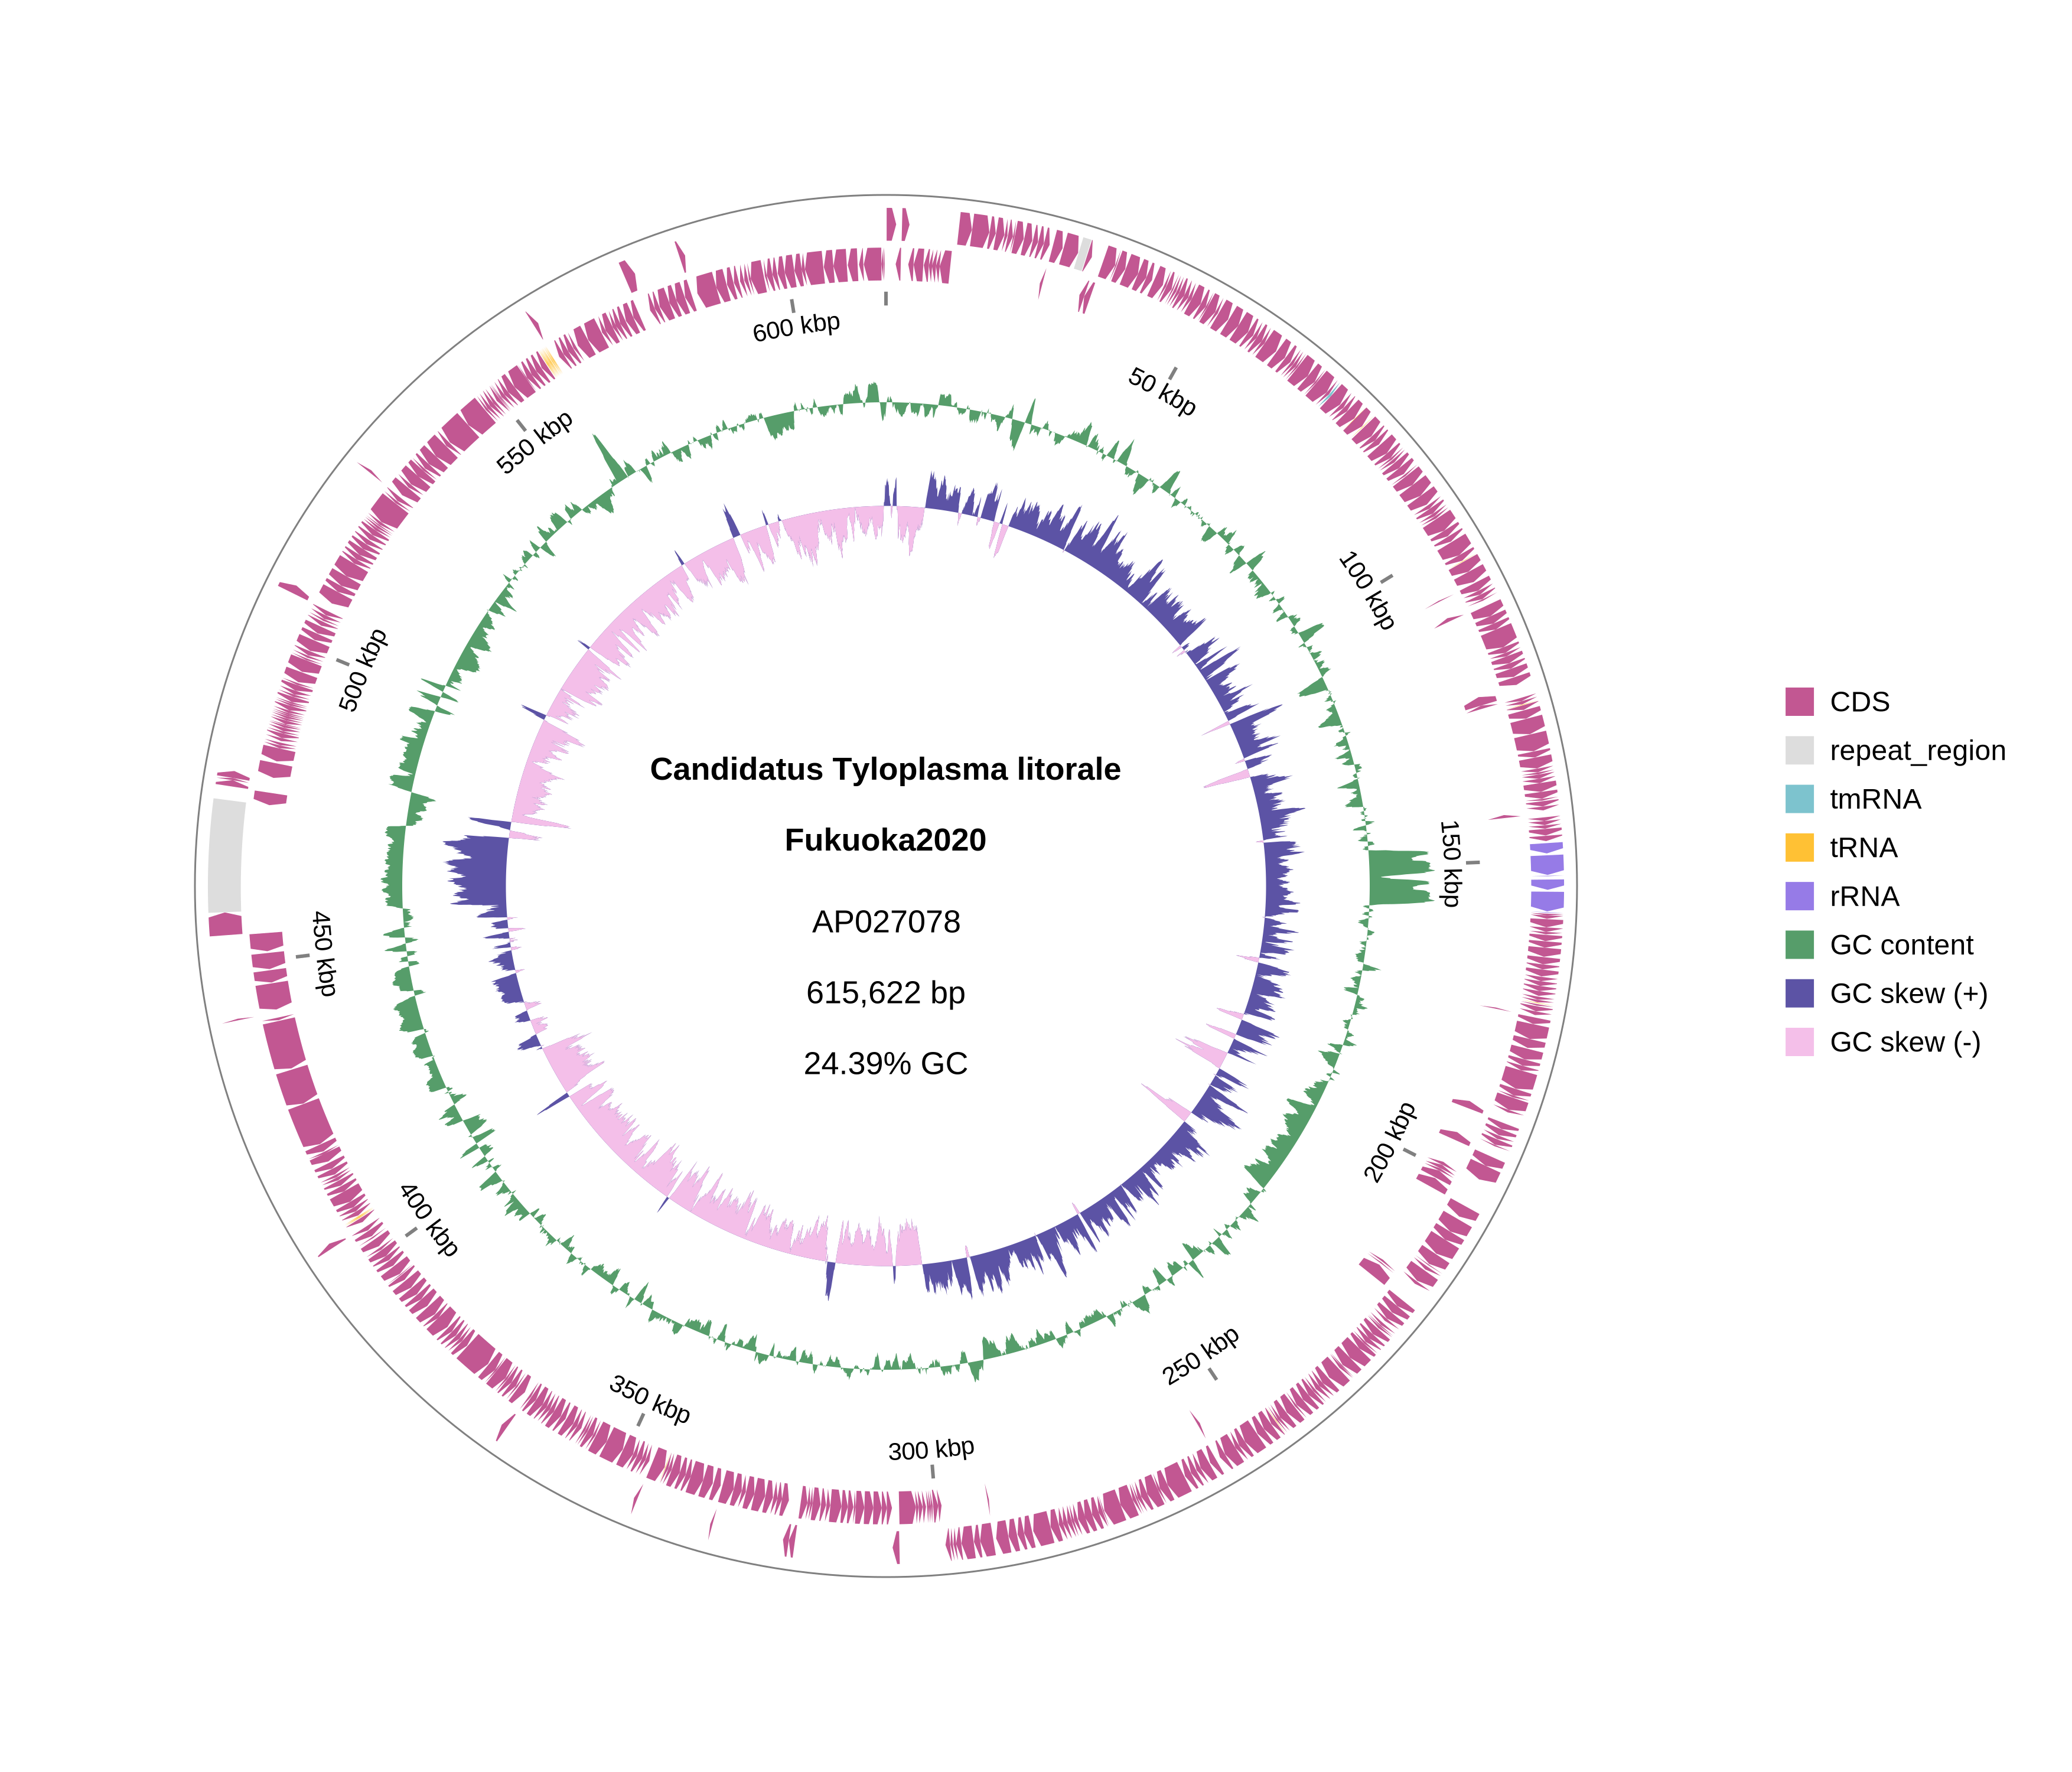 600 kbp
50 kbp
550 kbp
100 kbp
500 kbp
150 kbp
450 kbp
200 kbp
400 kbp
250 kbp
350 kbp
300 kbp
Candidatus Tyloplasma litorale
Fukuoka2020
AP027078
615,622 bp
24.39% GC
CDS
repeat_region
tmRNA
tRNA
rRNA
GC content
GC skew (+)
GC skew (-)